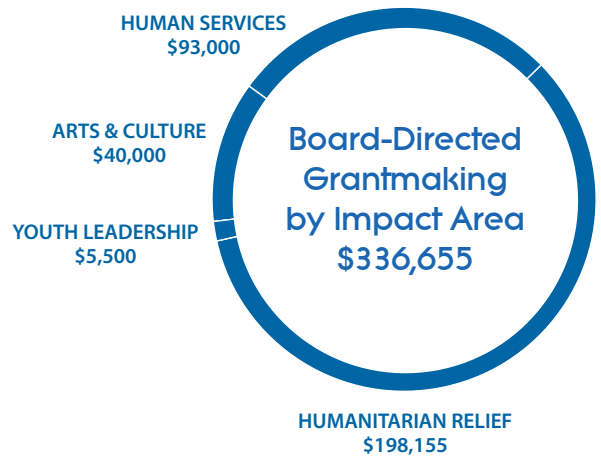 HUMAN SERVICES
$93,000
ARTS & CULTURE
$40,000
YOUTH LEADERSHIP
$5,500
Board-Directed
Grantmaking
by Impact Area
$336,655
HUMANITARIAN RELIEF
$198,155